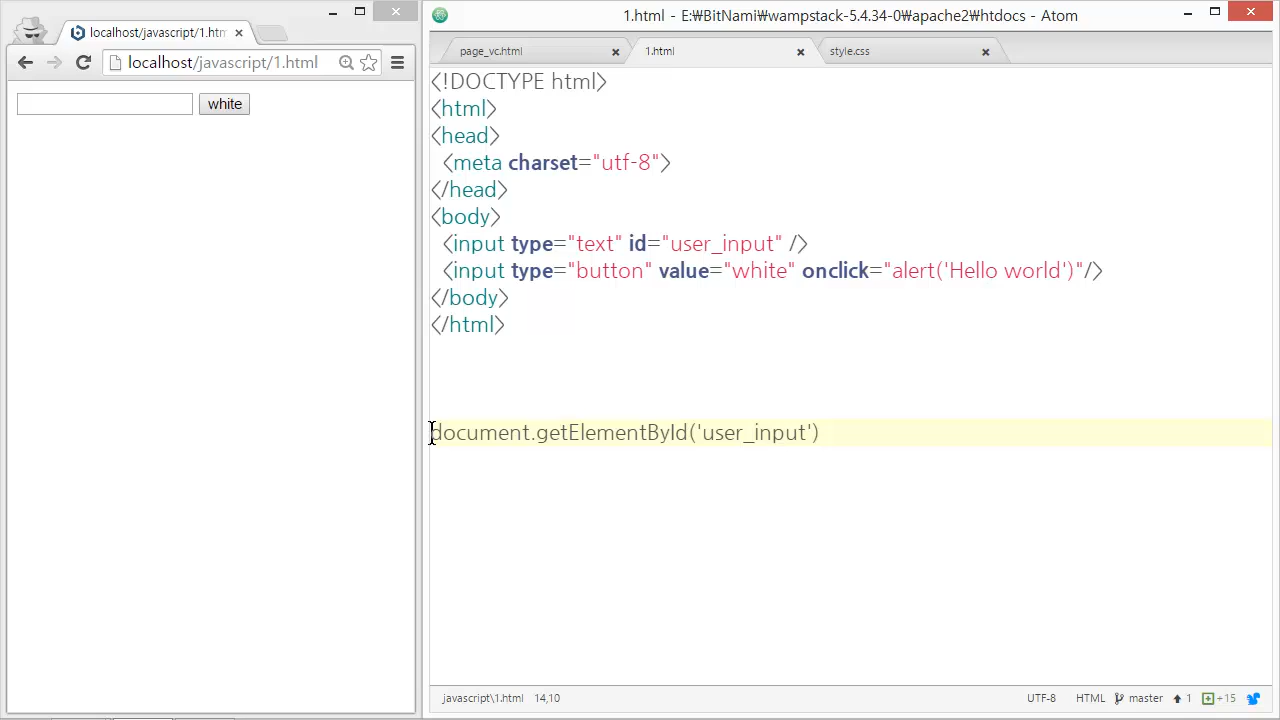 localhost/javascript/1.htm
localhost/javascript/1.html
white
1.html - E:₩BitNami₩wampstack-5.4.34-0₩apache2₩htdocs - Atom
page_vc.html
1.html
style.css
<!DOCTYPE html>
<html>
<head>
<meta charset="utf-8">
</head>
<body>
<input type="text" id="user_input" />
<input type="button" value="white" onclick="alert('Hello world')"/>
</body>
</html>
document.getElementById('user_input')
javascript\1.html 14,10
UTF-8 HTML master 1 +15